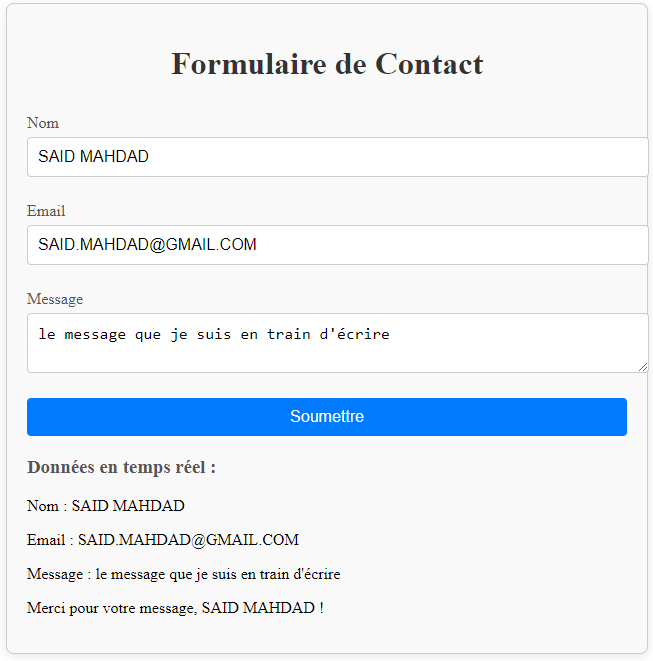 Formulaire de Contact
Nom
SAID MAHDAD
Email
SAID.MAHDAD@GMAIL.COM
Message
le message que je suis en train d'écrire
Soumettre
Données en temps réel :
Nom : SAID MAHDAD
Email : SAID.MAHDAD@GMAIL.COM
Message : le message que je suis en train d'écrire
Merci pour votre message, SAID MAHDAD !